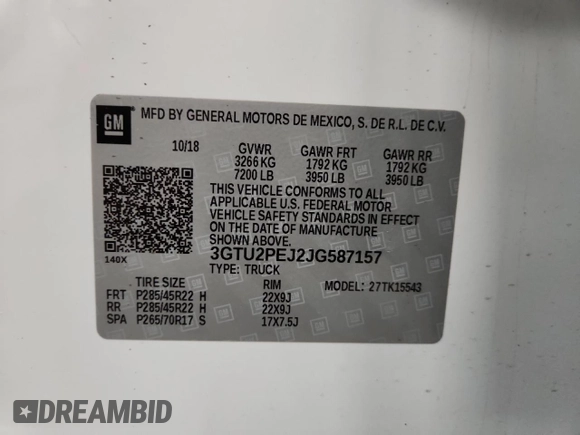 GM
MFD BY GENERAL MOTORS DE MEXICO, S. DE R.L. DE C.V.
10/18 GVWR GAWR FRT GAWR RR
3266 KG 1792 KG 1792 KG
7200 LB 3950 LB 3950 LB
THIS VEHICLE CONFORMS TO ALL
APPLICABLE U.S. FEDERAL MOTOR
VEHICLE SAFETY STANDARDS IN EFFECT
ON THE DATE OF MANUFACTURE
SHOWN ABOVE.
140X 3GTU2PEJ2JG587157
TYPE: TRUCK MODEL: 27TK15543
TIRE SIZE RIM
FRT P285/45R22 H 22X9J
RR P285/45R22 H 22X9J
SPA P265/70R17 S 17X7.5J
DREAMBID